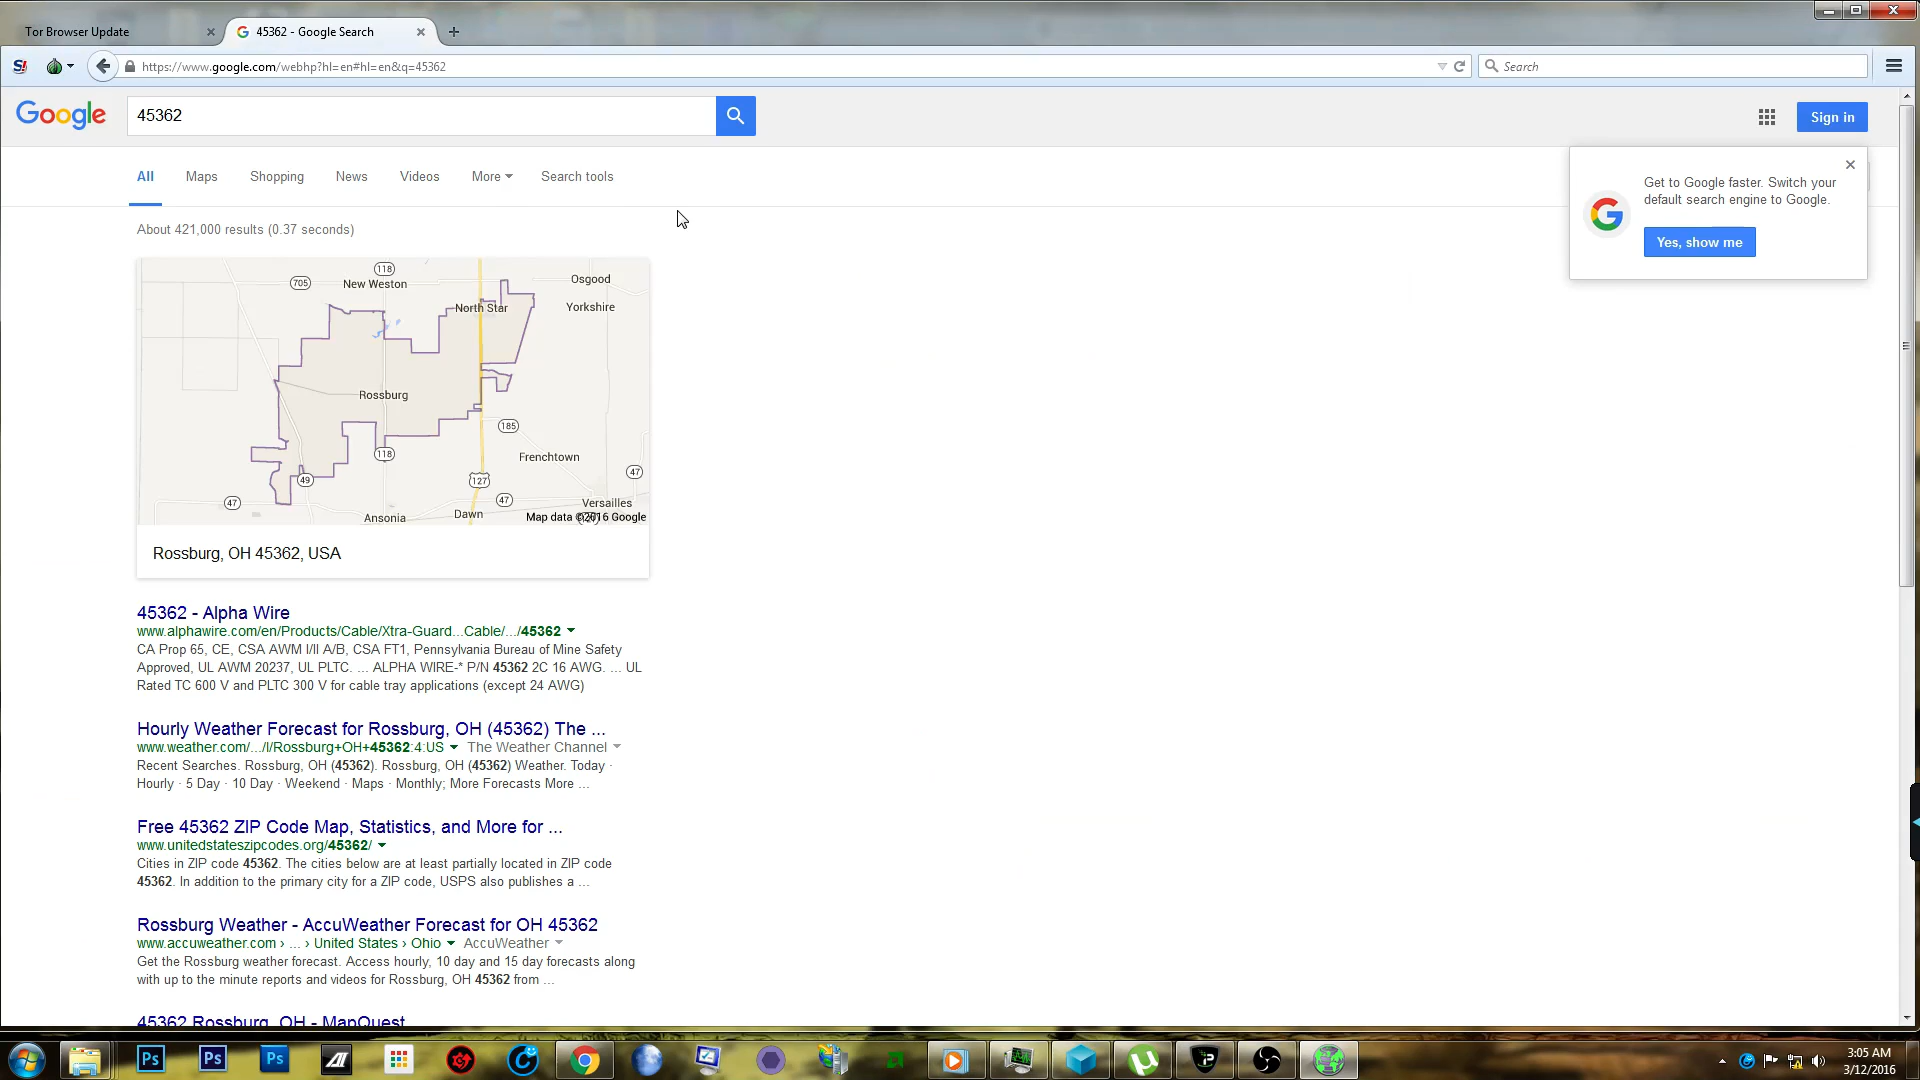 Tor Browser Update
45362 - Google Search
https://www.google.com/webhp?hl=en#hl=en&q=45362
Search
Google
45362
Sign in
All
Maps
Shopping
News
Videos
More
Search tools
Get to Google faster. Switch your
default search engine to Google.
Yes, show me
About 421,000 results (0.37 seconds)
118
705
New Weston
Osgood
North Star
Yorkshire
Rossburg
185
118
Frenchtown
47
49
127
47
47
Versailles
Ansonia
Dawn
Map data ©2016 Google
Rossburg, OH 45362, USA
45362 - Alpha Wire
www.alphawire.com/en/Products/Cable/Xtra-Guard...Cable/.../45362
CA Prop 65, CE, CSA AWM I/II A/B, CSA FT1, Pennsylvania Bureau of Mine Safety
Approved, UL AWM 20237, UL PLTC. ... ALPHA WIRE-* P/N 45362 2C 16 AWG. ... UL
Rated TC 600 V and PLTC 300 V for cable tray applications (except 24 AWG)
Hourly Weather Forecast for Rossburg, OH (45362) The ...
www.weather.com/.../l/Rossburg+OH+45362:4:US The Weather Channel
Recent Searches. Rossburg, OH (45362). Rossburg, OH (45362) Weather. Today ·
Hourly · 5 Day · 10 Day · Weekend · Maps · Monthly; More Forecasts More ...
Free 45362 ZIP Code Map, Statistics, and More for ...
www.unitedstateszipcodes.org/45362/
Cities in ZIP code 45362. The cities below are at least partially located in ZIP code
45362. In addition to the primary city for a ZIP code, USPS also publishes a ...
Rossburg Weather - AccuWeather Forecast for OH 45362
www.accuweather.com › ... › United States › Ohio AccuWeather
Get the Rossburg weather forecast. Access hourly, 10 day and 15 day forecasts along
with up to the minute reports and videos for Rossburg, OH 45362 from ...
45362 Rossburg, OH - MapQuest
Ps
Ps
Ps
3:05 AM
3/12/2016